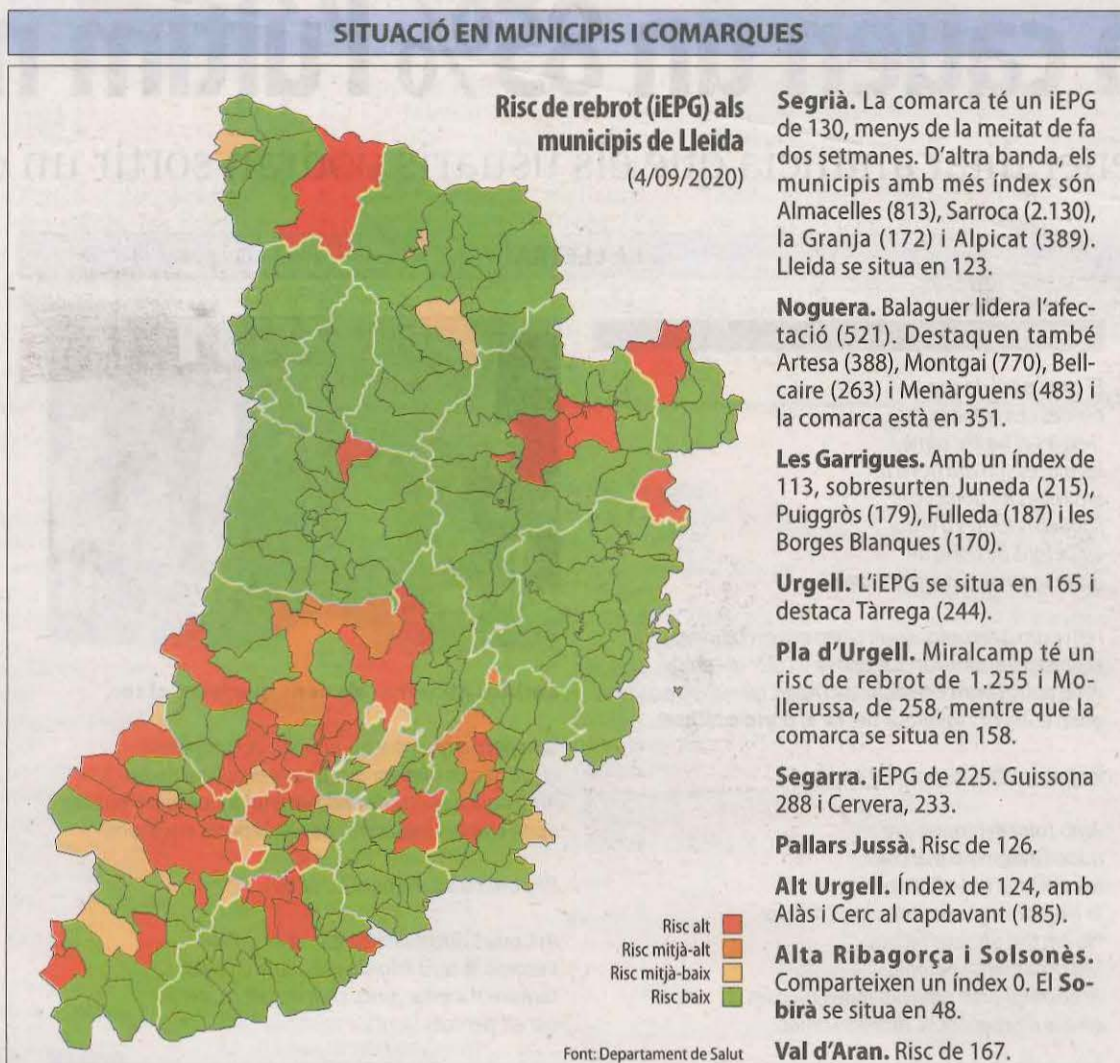 SITUACIÓ EN MUNICIPIS I COMARQUES
Risc de rebrot (iEPG) als
municipis de Lleida
(4/09/2020)
Risc alt
Risc mitjà-alt
Risc mitjà-baix
Risc baix
Font: Departament de Salut
Segrià. La comarca té un iEPG
de 130, menys de la meitat de fa
dos setmanes. D'altra banda, els
municipis amb més índex són
Almacelles (813), Sarroca (2.130),
la Granja (172) i Alpicat (389).
Lleida se situa en 123.
Noguera. Balaguer lidera l'afec-
tació (521). Destaquen també
Artesa (388), Montgai (770), Bell-
caire (263) i Menàrguens (483) i
la comarca està en 351.
Les Garrigues. Amb un índex de
113, sobresurten Juneda (215),
Puiggròs (179), Fulleda (187) i les
Borges Blanques (170).
Urgell. L'iEPG se situa en 165 i
destaca Tàrrega (244).
Pla d'Urgell. Miralcamp té un
risc de rebrot de 1.255 i Mo-
llerussa, de 258, mentre que la
comarca se situa en 158.
Segarra. iEPG de 225. Guissona
288 i Cervera, 233.
Pallars Jussà. Risc de 126.
Alt Urgell. Índex de 124, amb
Alàs i Cerc al capdavant (185).
Alta Ribagorça i Solsonès.
Comparteixen un índex 0. El So-
birà se situa en 48.
Val d'Aran. Risc de 167.